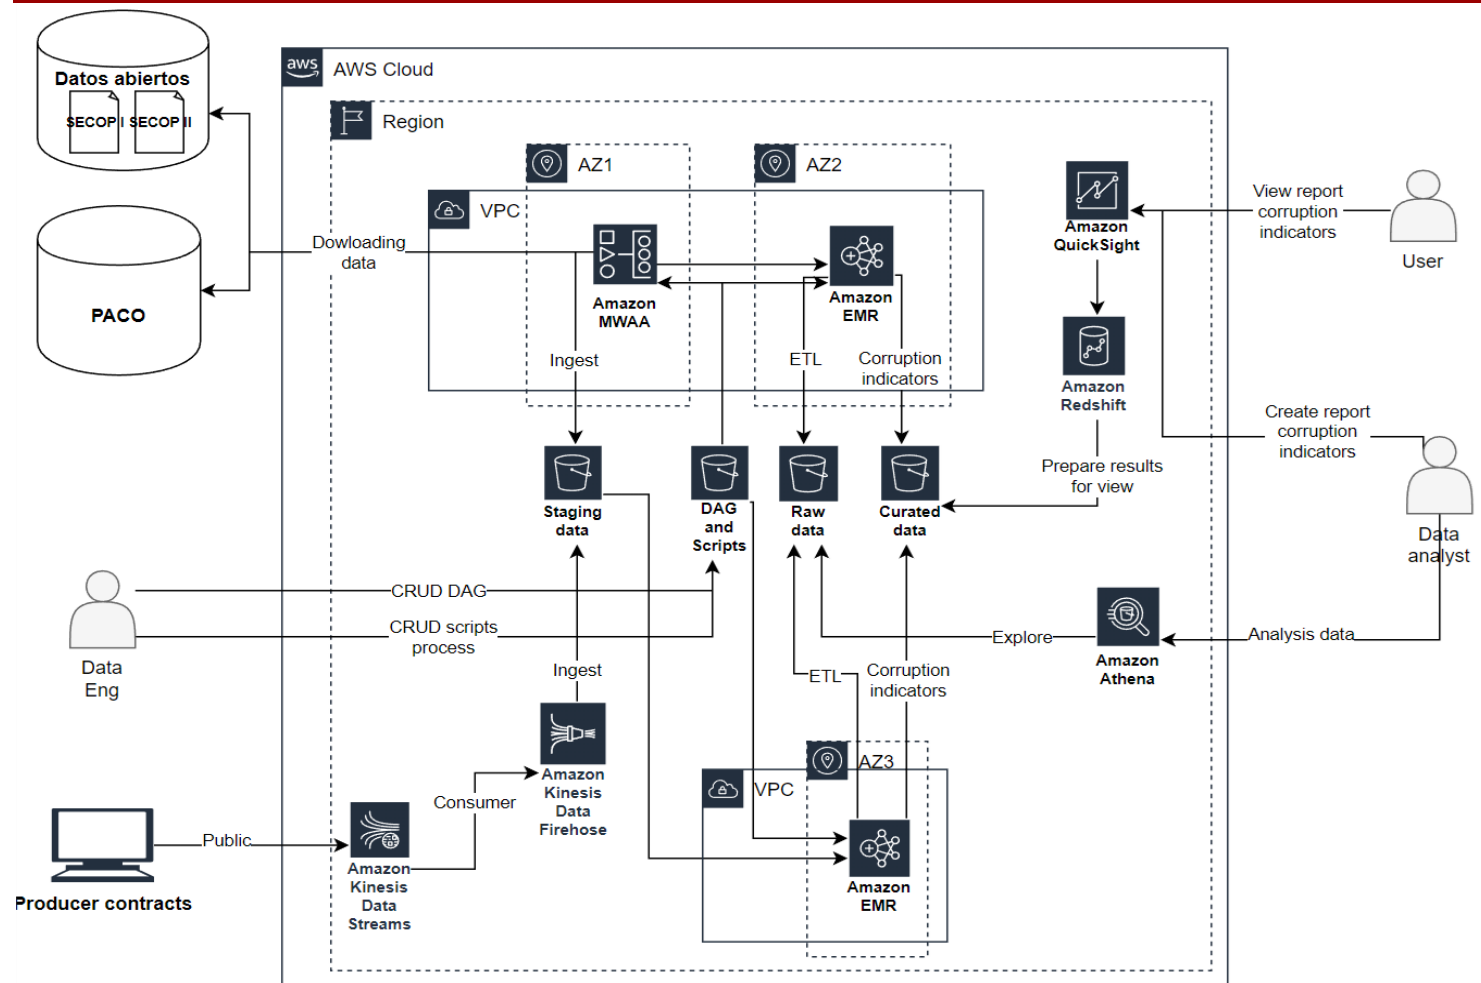 Datos abiertos
SECOP I
SECOP II
PACO
aws
AWS Cloud
Region
AZ1
AZ2
VPC
Dowloading
data
Amazon
MWAA
Amazon
EMR
Ingest
ETL
Corruption
indicators
Amazon
QuickSight
View report
corruption
indicators
User
Amazon
Redshift
Create report
corruption
indicators
Prepare results
for view
Data
analyst
Staging
data
DAG
and
Scripts
Raw
data
Curated
data
CRUD DAG
CRUD scripts
process
Data
Eng
Explore
Amazon
Athena
Analysis data
Ingest
ETL
Corruption
indicators
Amazon
Kinesis
Data
Firehose
Consumer
AZ3
VPC
Public
Amazon
Kinesis
Data
Streams
Producer contracts
Amazon
EMR